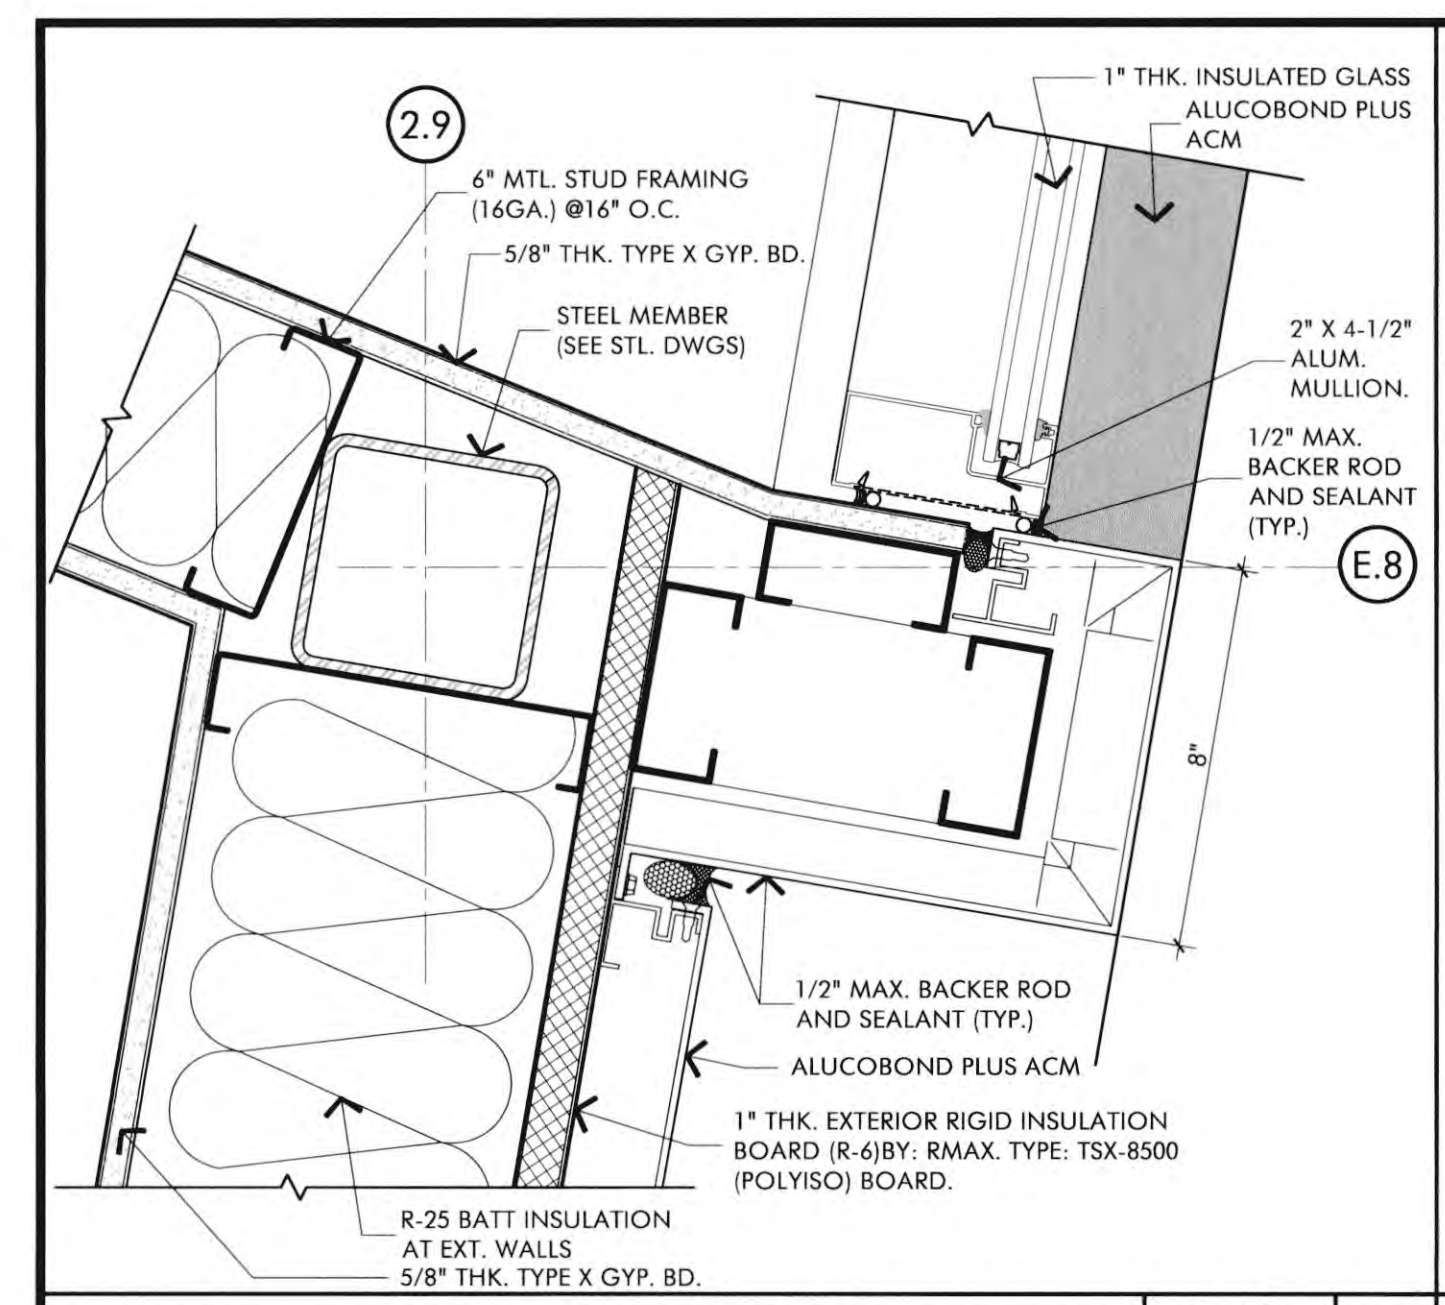 1" THK. INSULATED GLASS
ALUCOBOND PLUS
ACM
2.9
6" MTL. STUD FRAMING
(16GA.) @16" O.C.
5/8" THK. TYPE X GYP. BD.
STEEL MEMBER
(SEE STL. DWGS)
2" X 4-1/2"
ALUM.
MULLION.
1/2" MAX.
BACKER ROD
AND SEALANT
(TYP.)
E.8
8"
1/2" MAX. BACKER ROD
AND SEALANT (TYP.)
ALUCOBOND PLUS ACM
1" THK. EXTERIOR RIGID INSULATION
BOARD (R-6)BY: RMAX. TYPE: TSX-8500
(POLYISO) BOARD.
R-25 BATT INSULATION
AT EXT. WALLS
5/8" THK. TYPE X GYP. BD.